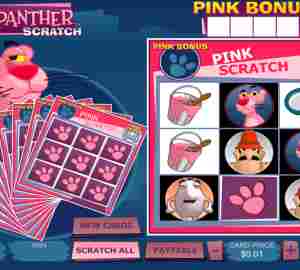 PANTHER
SCRATCH
PINK BONUS
PINK BONUS
PINK
SCRATCH
PINK
NEW CARDS
WIN
SCRATCH ALL
PAYTABLE
CARD PRICE
$0.01